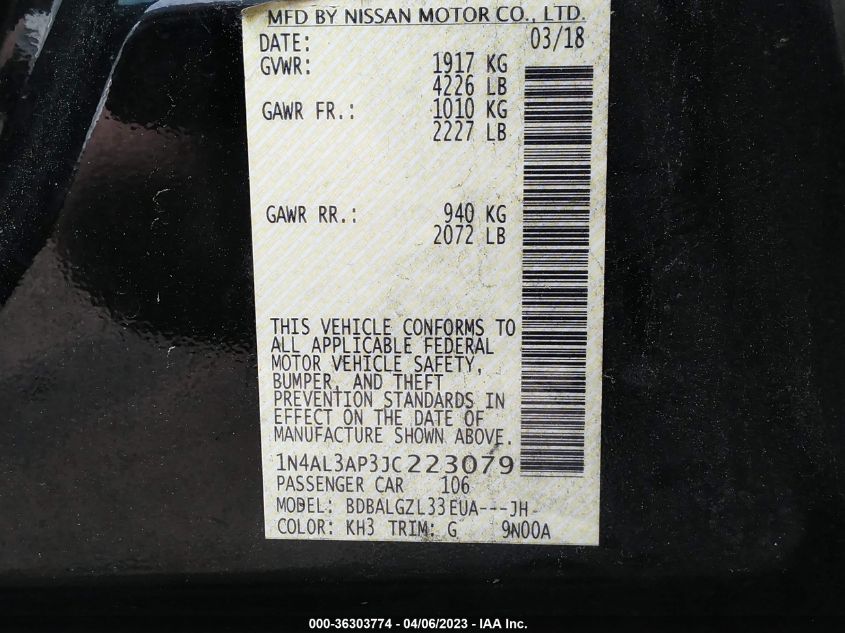 MFD BY NISSAN MOTOR CO., LTD.
DATE: 03/18
GVWR: 1917 KG
4226 LB
GAWR FR.: 1010 KG
2227 LB
GAWR RR.: 940 KG
2072 LB
THIS VEHICLE CONFORMS TO
ALL APPLICABLE FEDERAL
MOTOR VEHICLE SAFETY,
BUMPER, AND THEFT
PREVENTION STANDARDS IN
EFFECT ON THE DATE OF
MANUFACTURE SHOWN ABOVE.
1N4AL3AP3JC223079
PASSENGER CAR 106
MODEL: BDBALGZL33EUA---JH-
COLOR: KH3 TRIM: G 9N00A
000-36303774 - 04/06/2023 - IAA Inc.